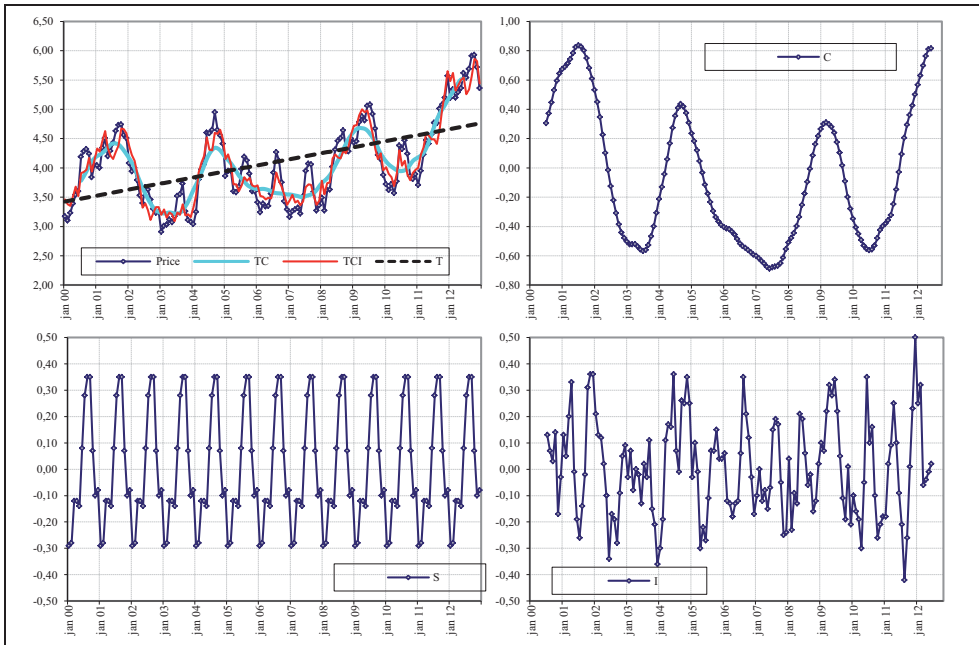 6,50
6,00
5,50
5,00
4,50
4,00
3,50
3,00
2,50
2,00
Price TC TCI T
jan 00
jan 01
jan 02
jan 03
jan 04
jan 05
jan 06
jan 07
jan 08
jan 09
jan 10
jan 11
jan 12
1,00
0,80
0,60
0,40
0,20
0,00
-0,20
-0,40
-0,60
-0,80
C
jan 00
jan 01
jan 02
jan 03
jan 04
jan 05
jan 06
jan 07
jan 08
jan 09
jan 10
jan 11
jan 12
0,50
0,40
0,30
0,20
0,10
0,00
-0,10
-0,20
-0,30
-0,40
-0,50
S
jan 00
jan 01
jan 02
jan 03
jan 04
jan 05
jan 06
jan 07
jan 08
jan 09
jan 10
jan 11
jan 12
0,50
0,40
0,30
0,20
0,10
0,00
-0,10
-0,20
-0,30
-0,40
-0,50
I
jan 00
jan 01
jan 02
jan 03
jan 04
jan 05
jan 06
jan 07
jan 08
jan 09
jan 10
jan 11
jan 12